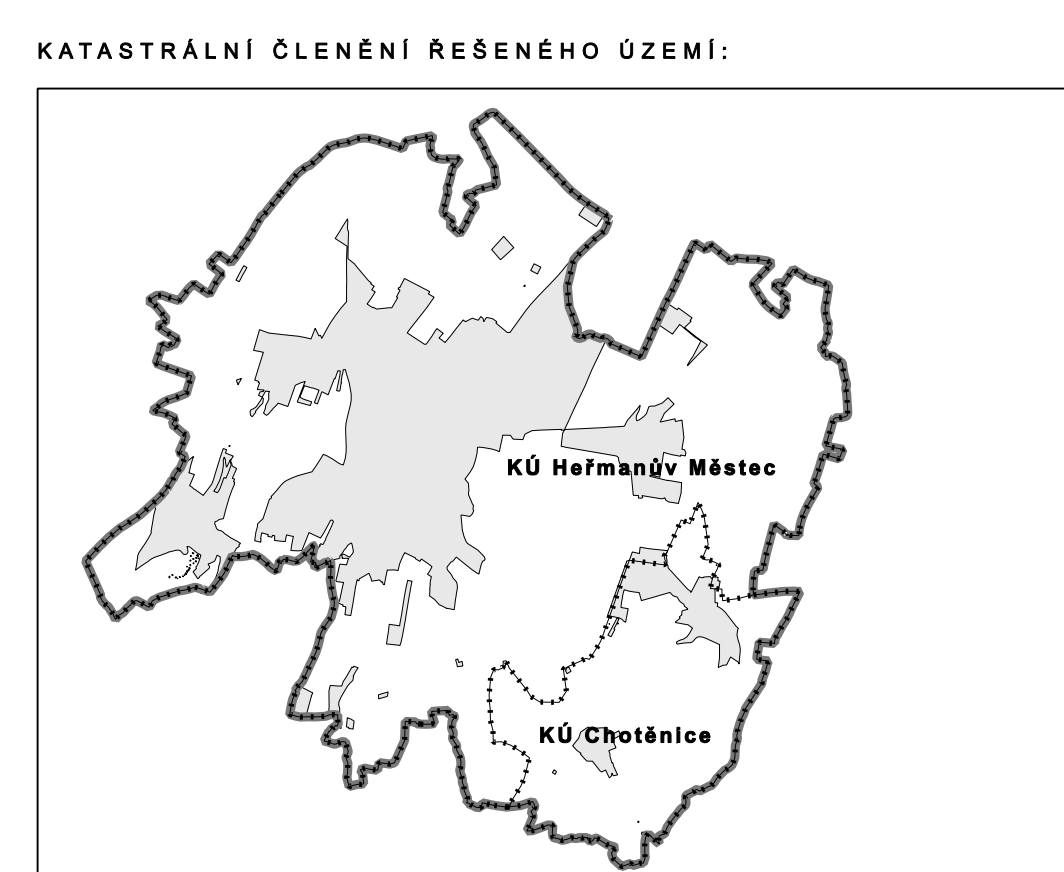 KATASTRÁLNÍ ČLENĚNÍ ŘEŠENÉHO ÚZEMÍ:
KÚ Heřmanův Městec
KÚ Chotěnice